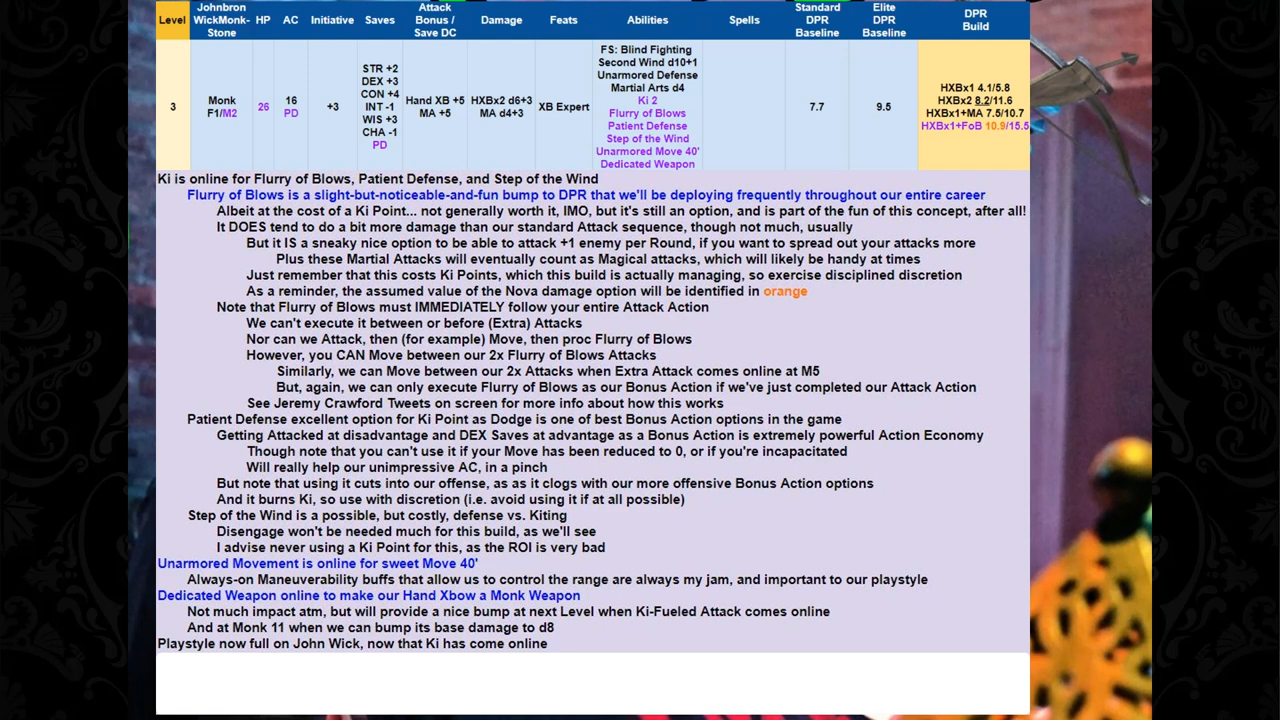 Level
Johnbron WickMonk-Stone
HP
AC
Initiative
Saves
Attack Bonus / Save DC
Damage
Feats
Abilities
Spells
Standard DPR Baseline
Elite DPR Baseline
DPR Build
3
Monk
F1/M2
26
16
PD
+3
STR +2
DEX +3
CON +4
INT -1
WIS +3
CHA -1
PD
Hand XB +5
MA +5
HXBx2 d6+3
MA d4+3
XB Expert
FS: Blind Fighting
Second Wind d10+1
Unarmored Defense
Martial Arts d4
Ki 2
Flurry of Blows
Patient Defense
Step of the Wind
Unarmored Move 40'
Dedicated Weapon
7.7
9.5
HXBx1 4.1/5.8
HXBx2 8.2/11.6
HXBx1+MA 7.5/10.7
HXBx1+FoB 10.9/15.5
Ki is online for Flurry of Blows, Patient Defense, and Step of the Wind
Flurry of Blows is a slight-but-noticeable-and-fun bump to DPR that we'll be deploying frequently throughout our entire career
Albeit at the cost of a Ki Point... not generally worth it, IMO, but it's still an option, and is part of the fun of this concept, after all!
It DOES tend to do a bit more damage than our standard Attack sequence, though not much, usually
But it IS a sneaky nice option to be able to attack +1 enemy per Round, if you want to spread out your attacks more
Plus these Martial Attacks will eventually count as Magical attacks, which will likely be handy at times
Just remember that this costs Ki Points, which this build is actually managing, so exercise disciplined discretion
As a reminder, the assumed value of the Nova damage option will be identified in orange
Note that Flurry of Blows must IMMEDIATELY follow your entire Attack Action
We can't execute it between or before (Extra) Attacks
Nor can we Attack, then (for example) Move, then proc Flurry of Blows
However, you CAN Move between our 2x Flurry of Blows Attacks
Similarly, we can Move between our 2x Attacks when Extra Attack comes online at M5
But, again, we can only execute Flurry of Blows as our Bonus Action if we've just completed our Attack Action
See Jeremy Crawford Tweets on screen for more info about how this works
Patient Defense excellent option for Ki Point as Dodge is one of best Bonus Action options in the game
Getting Attacked at disadvantage and DEX Saves at advantage as a Bonus Action is extremely powerful Action Economy
Though note that you can't use it if your Move has been reduced to 0, or if you're incapacitated
Will really help our unimpressive AC, in a pinch
But note that using it cuts into our offense, as as it clogs with our more offensive Bonus Action options
And it burns Ki, so use with discretion (i.e. avoid using it if at all possible)
Step of the Wind is a possible, but costly, defense vs. Kiting
Disengage won't be needed much for this build, as we'll see
I advise never using a Ki Point for this, as the ROI is very bad
Unarmored Movement is online for sweet Move 40'
Always-on Maneuverability buffs that allow us to control the range are always my jam, and important to our playstyle
Dedicated Weapon online to make our Hand Xbow a Monk Weapon
Not much impact atm, but will provide a nice bump at next Level when Ki-Fueled Attack comes online
And at Monk 11 when we can bump its base damage to d8
Playstyle now full on John Wick, now that Ki has come online